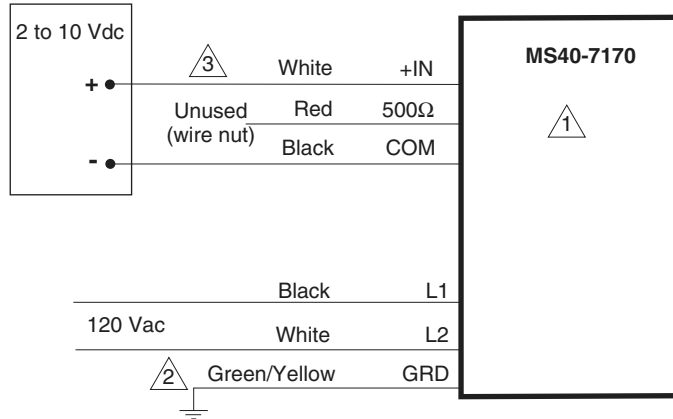 2 to 10 Vdc
+
-
3
White
+IN
Unused
(wire nut)
Red
500Ω
Black
COM
MS40-7170
1
Black
L1
120 Vac
White
L2
2
Green/Yellow
GRD